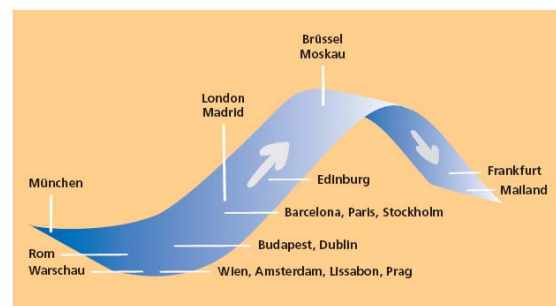 Brüssel
Moskau
London
Madrid
Edinburg
Frankfurt
Mailand
München
Barcelona, Paris, Stockholm
Budapest, Dublin
Rom
Warschau
Wien, Amsterdam, Lissabon, Prag